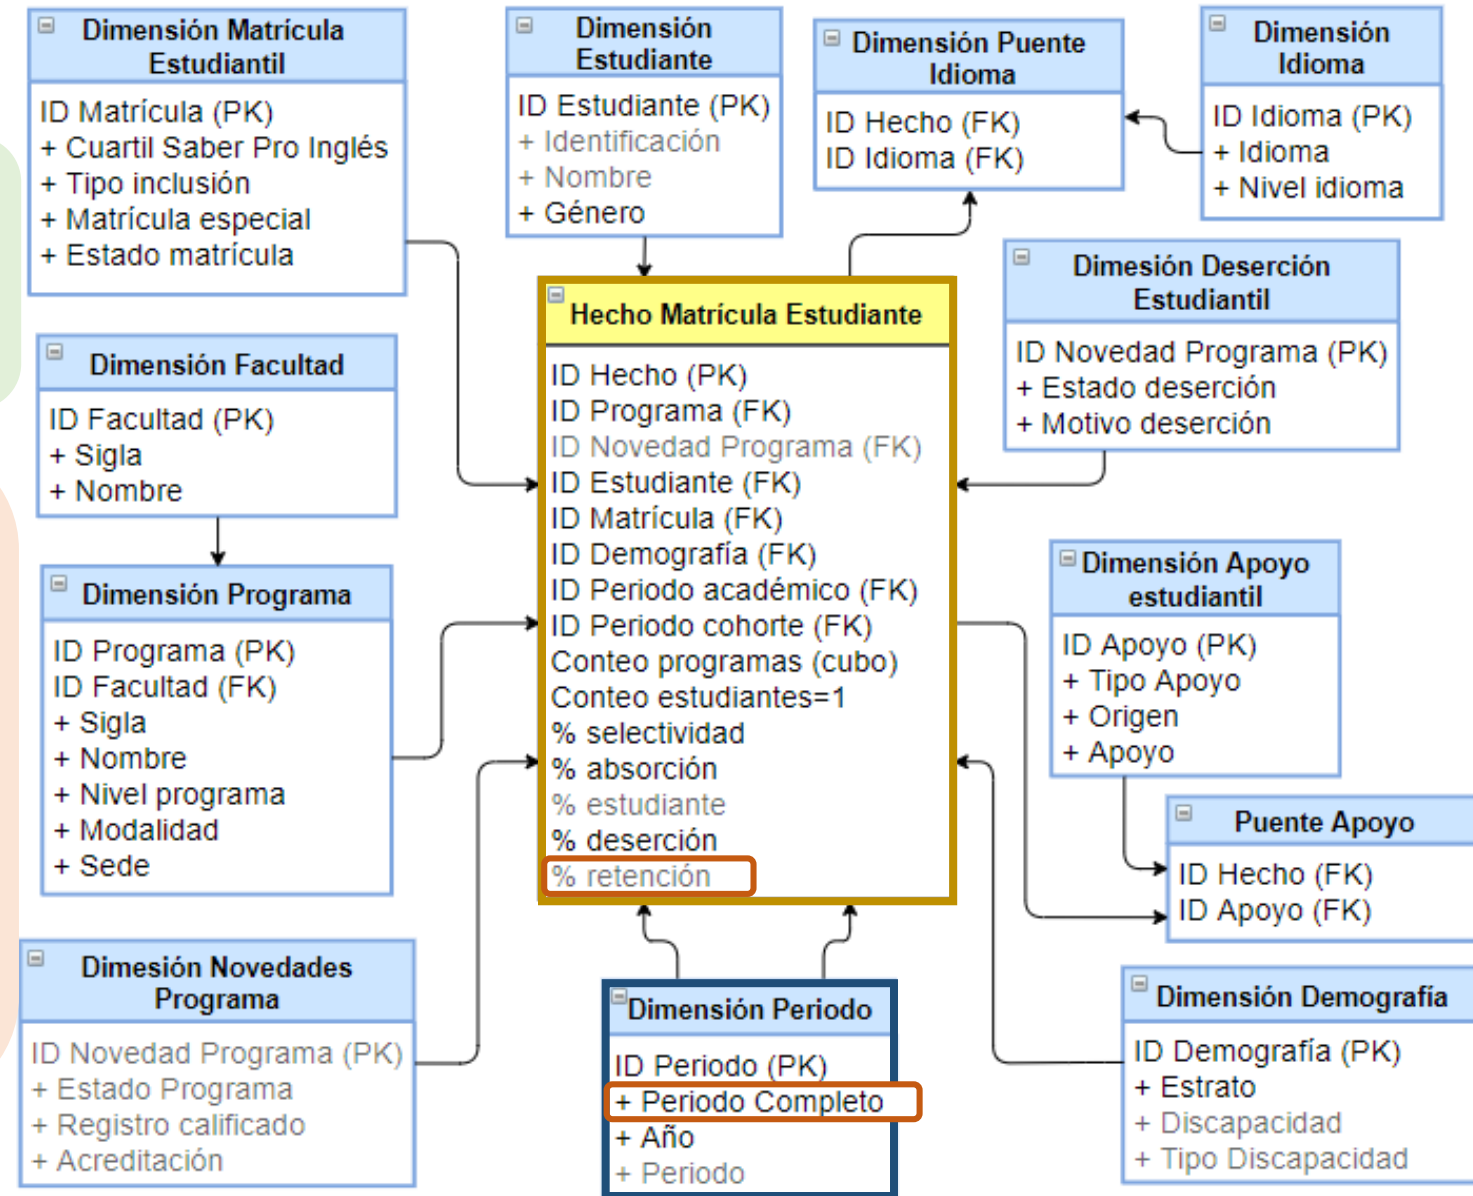 Dimensión Matrícula
Estudiantil
ID Matrícula (PK)
+ Cuartil Saber Pro Inglés
+ Tipo inclusión
+ Matrícula especial
+ Estado matrícula
Dimensión
Estudiante
ID Estudiante (PK)
+ Identificación
+ Nombre
+ Género
Dimensión Puente
Idioma
ID Hecho (FK)
ID Idioma (FK)
Dimensión
Idioma
ID Idioma (PK)
+ Idioma
+ Nivel idioma
Hecho Matrícula Estudiante
ID Hecho (PK)
ID Programa (FK)
ID Novedad Programa (FK)
ID Estudiante (FK)
ID Matrícula (FK)
ID Demografía (FK)
ID Periodo académico (FK)
ID Periodo cohorte (FK)
Conteo programas (cubo)
Conteo estudiantes=1
% selectividad
% absorción
% estudiante
% deserción
% retención
Dimesión Deserción
Estudiantil
ID Novedad Programa (PK)
+ Estado deserción
+ Motivo deserción
Dimensión Facultad
ID Facultad (PK)
+ Sigla
+ Nombre
Dimensión Programa
ID Programa (PK)
ID Facultad (FK)
+ Sigla
+ Nombre
+ Nivel programa
+ Modalidad
+ Sede
Dimensión Apoyo
estudiantil
ID Apoyo (PK)
+ Tipo Apoyo
+ Origen
+ Apoyo
Puente Apoyo
ID Hecho (FK)
ID Apoyo (FK)
Dimesión Novedades
Programa
ID Novedad Programa (PK)
+ Estado Programa
+ Registro calificado
+ Acreditación
Dimensión Periodo
ID Periodo (PK)
+ Periodo Completo
+ Año
+ Periodo
Dimensión Demografía
ID Demografía (PK)
+ Estrato
+ Discapacidad
+ Tipo Discapacidad